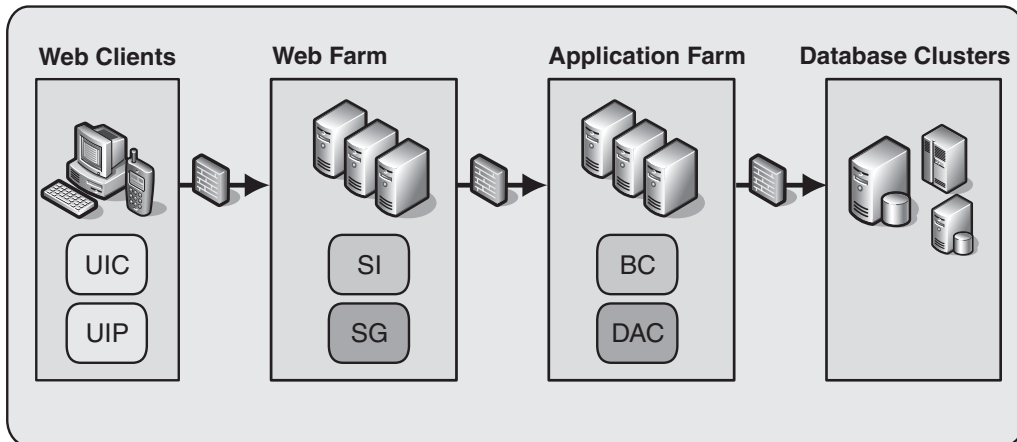 Web Clients
Web Farm
Application Farm
Database Clusters
UIC
SI
BC
UIP
SG
DAC